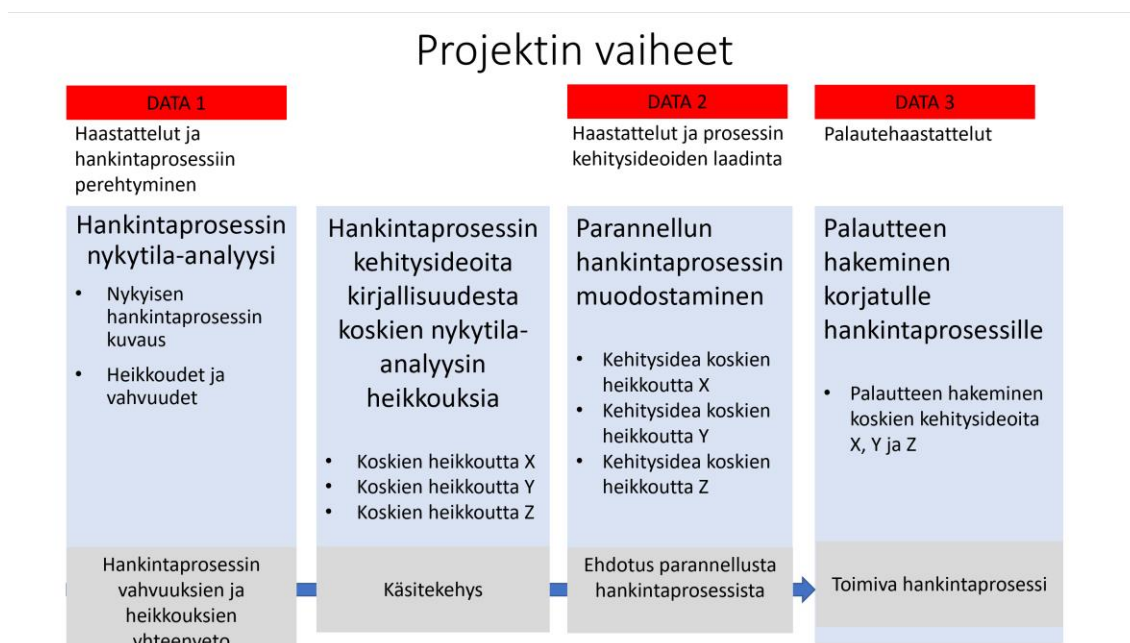 Projektin vaiheet
DATA 1
Haastattelut ja
hankintaprosessiin
perehtyminen
Hankintaprosessin
nykytila-analyysi
• Nykyisen
hankintaprosessin
kuvaus
• Heikkoudet ja
vahvuudet
Hankintaprosessin
vahvuuksien ja
heikkouksien
yhteenveto
Hankintaprosessin
kehitysideoita
kirjallisuudesta
koskien nykytila-
analyysin
heikkouksia
• Koskien heikkoutta X
• Koskien heikkoutta Y
• Koskien heikkoutta Z
Käsitekehys
DATA 2
Haastattelut ja prosessin
kehitysideoiden laadinta
Parannellun
hankintaprosessin
muodostaminen
• Kehitysidea koskien
heikkoutta X
• Kehitysidea koskien
heikkoutta Y
• Kehitysidea koskien
heikkoutta Z
Ehdotus parannellusta
hankintaprosessista
DATA 3
Palautehaastattelut
Palautteen
hakeminen
korjatulle
hankintaprosessille
• Palautteen hakeminen
koskien kehitysideoita
X, Y ja Z
Toimiva hankintaprosessi